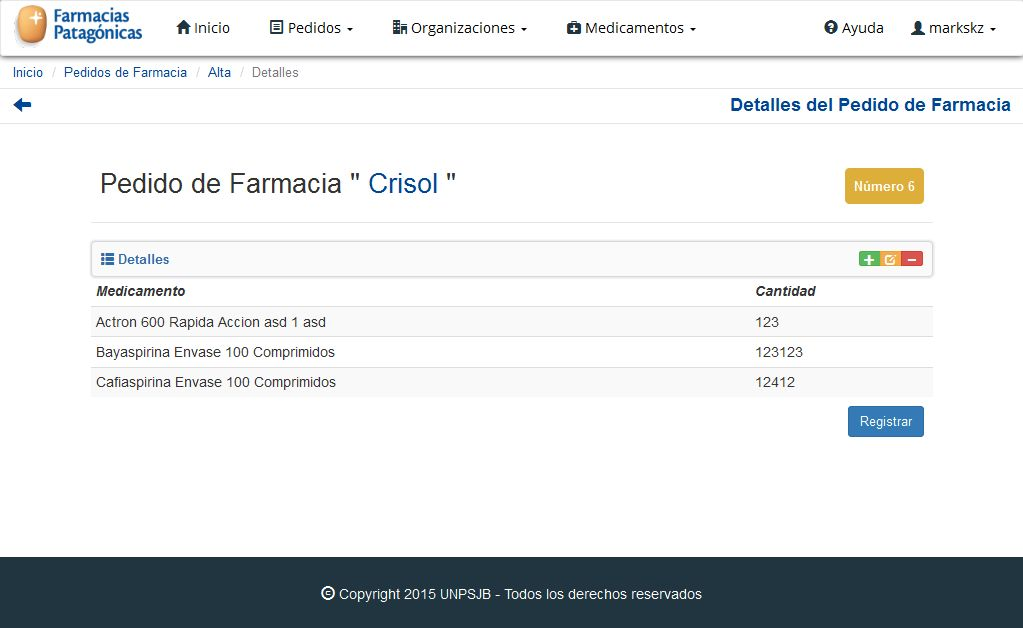 Farmacias
Patagónicas
Inicio
Pedidos
Organizaciones
Medicamentos
Ayuda
markskz
Inicio / Pedidos de Farmacia / Alta / Detalles
Detalles del Pedido de Farmacia
Pedido de Farmacia " Crisol "
Número 6
Detalles
Medicamento Cantidad
Actron 600 Rapida Accion asd 1 asd 123
Bayaspirina Envase 100 Comprimidos 123123
Cafiaspirina Envase 100 Comprimidos 12412
Registrar
© Copyright 2015 UNPSJB - Todos los derechos reservados